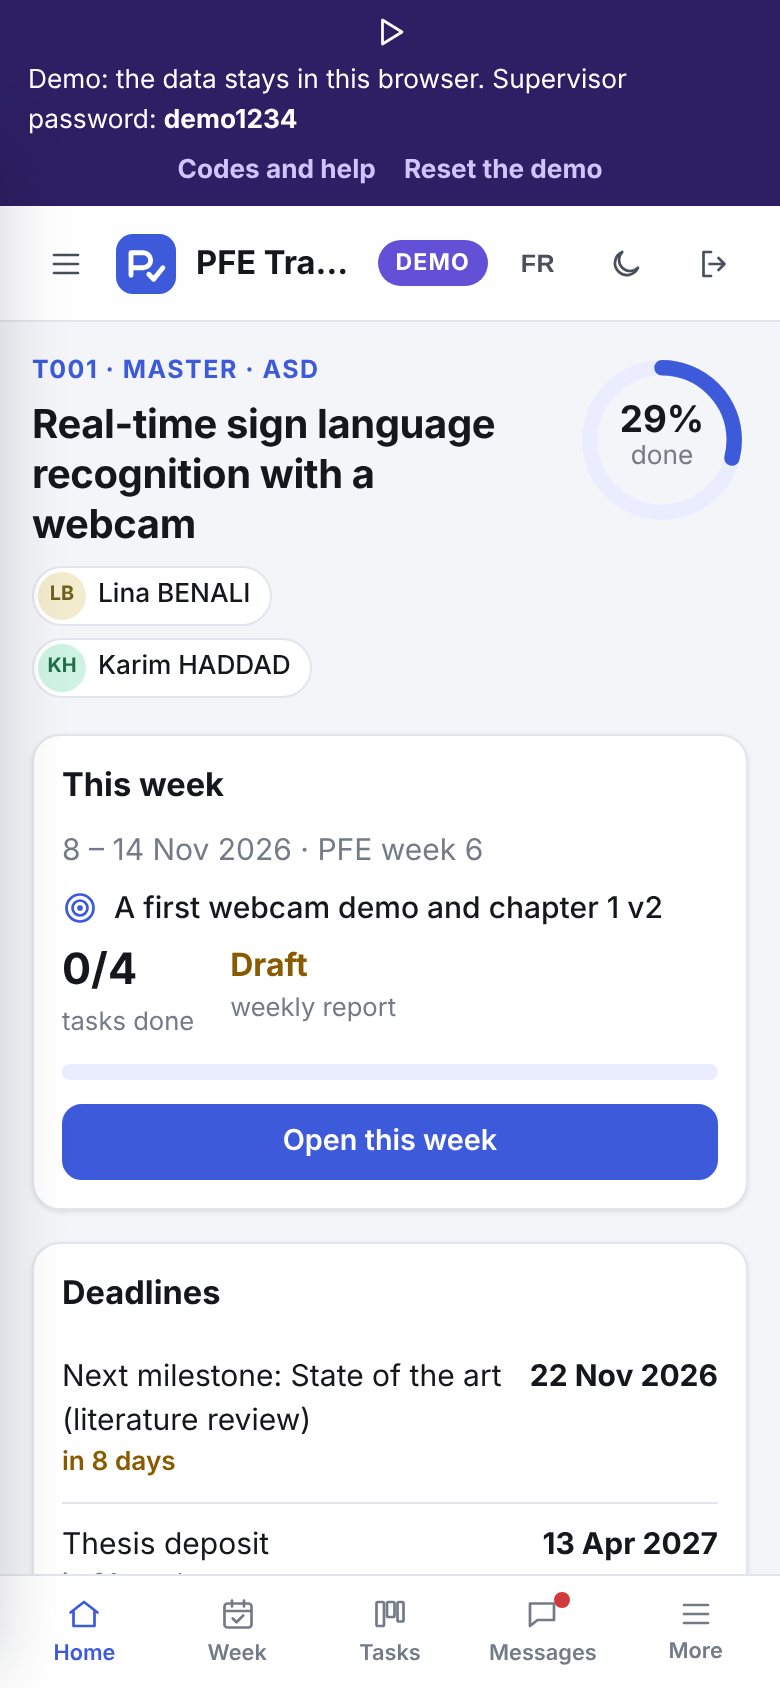 Demo: the data stays in this browser. Supervisor
password: demo1234
Codes and help Reset the demo
PFE Tra... DEMO FR
T001 · MASTER · ASD
Real-time sign language
recognition with a
webcam
29%
done
LB Lina BENALI
KH Karim HADDAD
This week
8 – 14 Nov 2026 · PFE week 6
A first webcam demo and chapter 1 v2
0/4 Draft
tasks done weekly report
Open this week
Deadlines
Next milestone: State of the art 22 Nov 2026
(literature review)
in 8 days
Thesis deposit 13 Apr 2027
Home Week Tasks Messages More